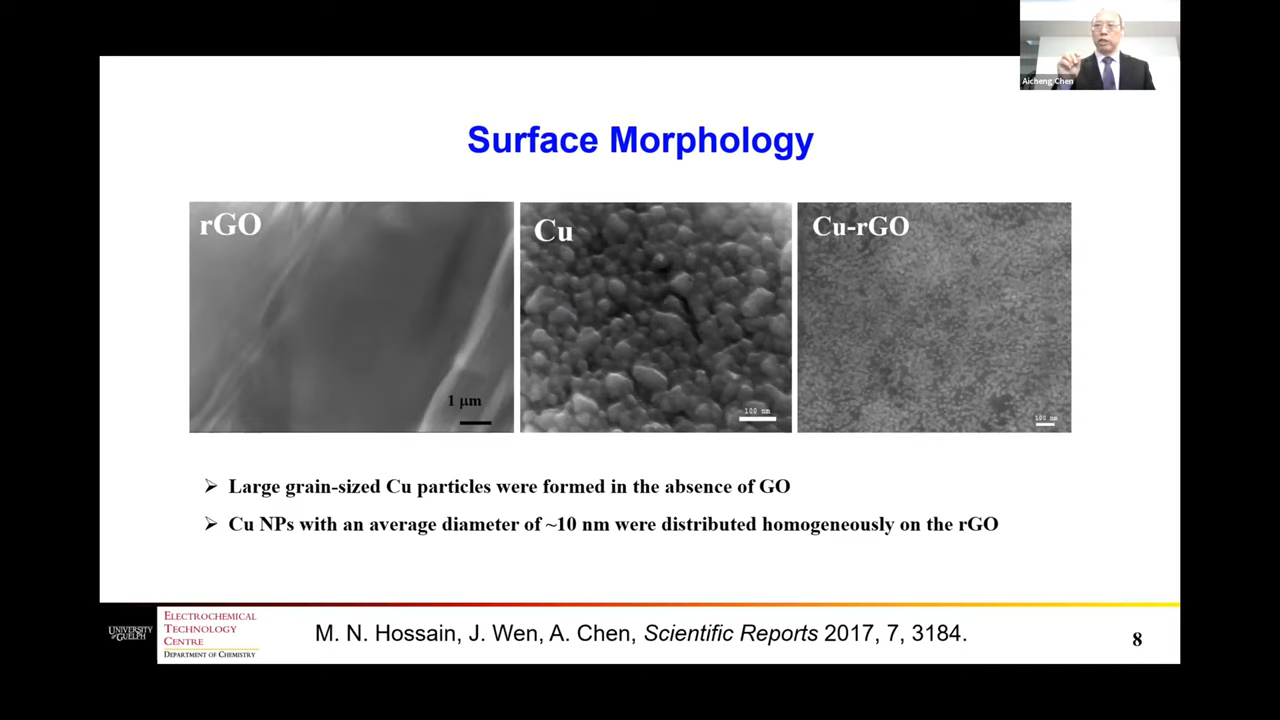 Aicheng Chen
Surface Morphology
rGO
Cu
Cu-rGO
1 μm
100 nm
100 nm
➢ Large grain-sized Cu particles were formed in the absence of GO
➢ Cu NPs with an average diameter of ~10 nm were distributed homogeneously on the rGO
UNIVERSITY
of GUELPH
ELECTROCHEMICAL
TECHNOLOGY
CENTRE
DEPARTMENT OF CHEMISTRY
M. N. Hossain, J. Wen, A. Chen, Scientific Reports 2017, 7, 3184.
8